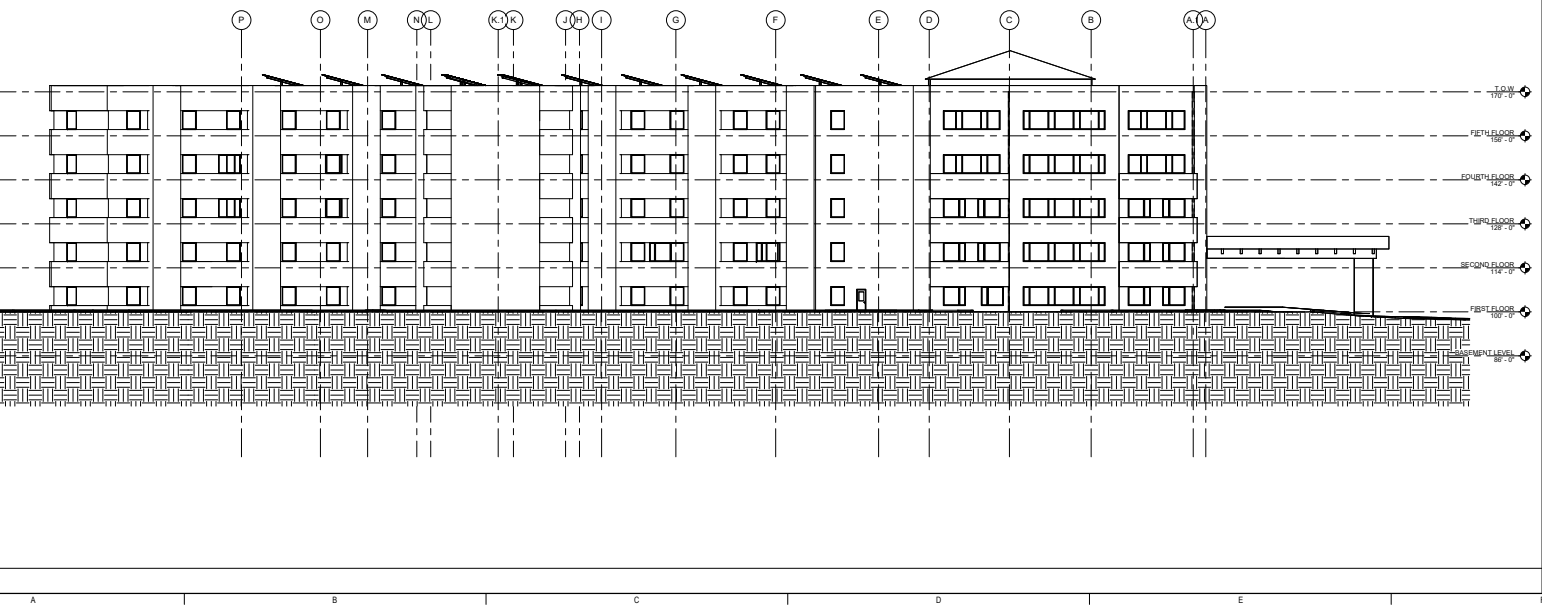 P O M N L K.1 K J H I G F E D C B A.1 A
T.O.W
170' - 0"
FIFTH FLOOR
156' - 0"
FOURTH FLOOR
142' - 0"
THIRD FLOOR
128' - 0"
SECOND FLOOR
114' - 0"
FIRST FLOOR
100' - 0"
BASEMENT LEVEL
86' - 0"
A B C D E